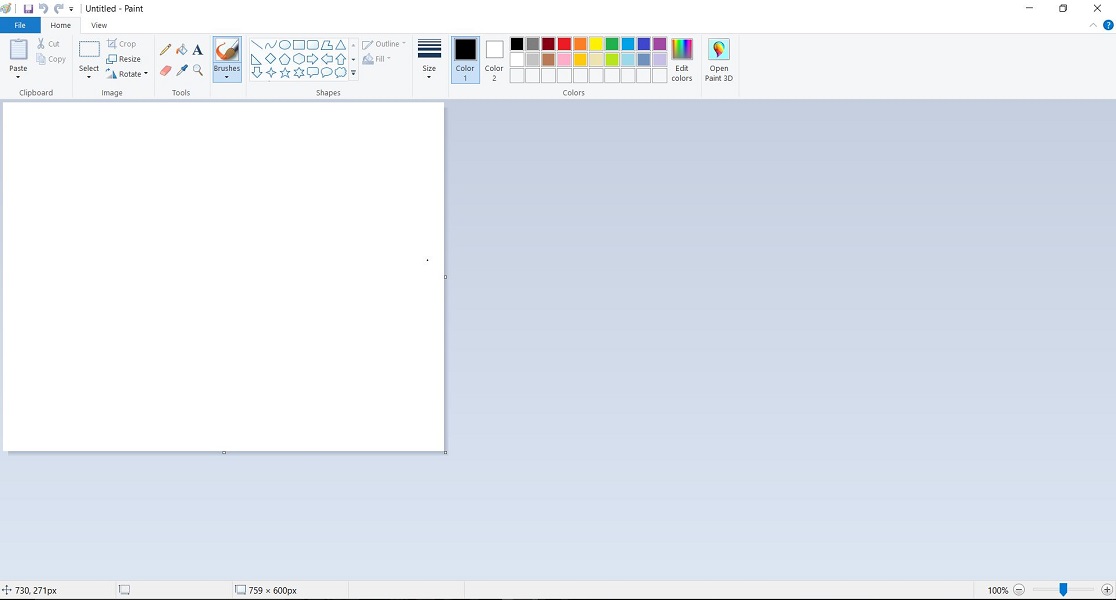 Untitled - Paint
File Home View
Paste
Cut
Copy
Clipboard
Select
Crop
Resize
Rotate
Image
A
Tools
Brushes
Outline
Fill
Shapes
Size
Color 1
Color 2
Edit colors
Colors
Open Paint 3D
?
730, 271px
759 × 600px
100%